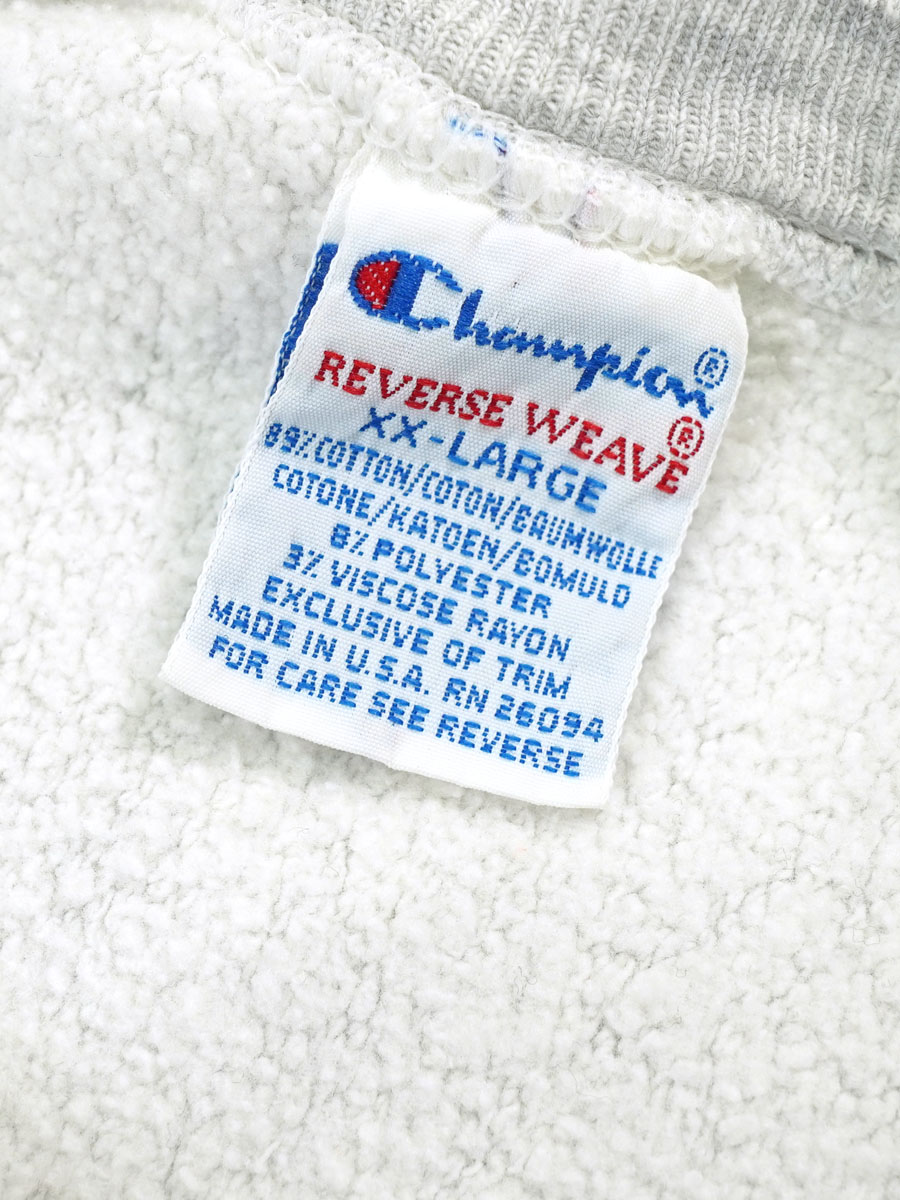 Champion®
REVERSE WEAVE®
XX-LARGE
89% COTTON/COTON/BAUMWOLLE
COTONE/KATOEN/BOMULD
8% POLYESTER
3% VISCOSE RAYON
EXCLUSIVE OF TRIM
MADE IN U.S.A. RN 26094
FOR CARE SEE REVERSE